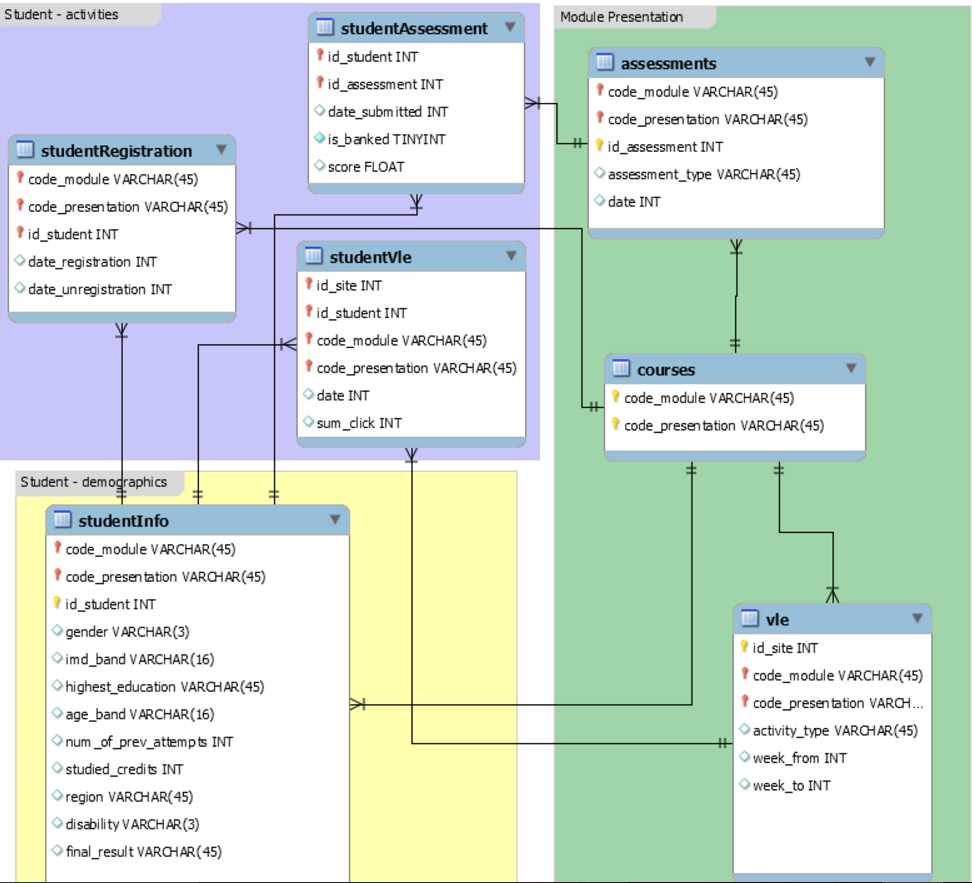 Student - activities
studentAssessment
id_student INT
id_assessment INT
date_submitted INT
is_banked TINYINT
score FLOAT
studentRegistration
code_module VARCHAR(45)
code_presentation VARCHAR(45)
id_student INT
date_registration INT
date_unregistration INT
studentVle
id_site INT
id_student INT
code_module VARCHAR(45)
code_presentation VARCHAR(45)
date INT
sum_click INT
Student - demographics
studentInfo
code_module VARCHAR(45)
code_presentation VARCHAR(45)
id_student INT
gender VARCHAR(3)
imd_band VARCHAR(16)
highest_education VARCHAR(45)
age_band VARCHAR(16)
num_of_prev_attempts INT
studied_credits INT
region VARCHAR(45)
disability VARCHAR(3)
final_result VARCHAR(45)
Module Presentation
assessments
code_module VARCHAR(45)
code_presentation VARCHAR(45)
id_assessment INT
assessment_type VARCHAR(45)
date INT
courses
code_module VARCHAR(45)
code_presentation VARCHAR(45)
vle
id_site INT
code_module VARCHAR(45)
code_presentation VARCH...
activity_type VARCHAR(45)
week_from INT
week_to INT